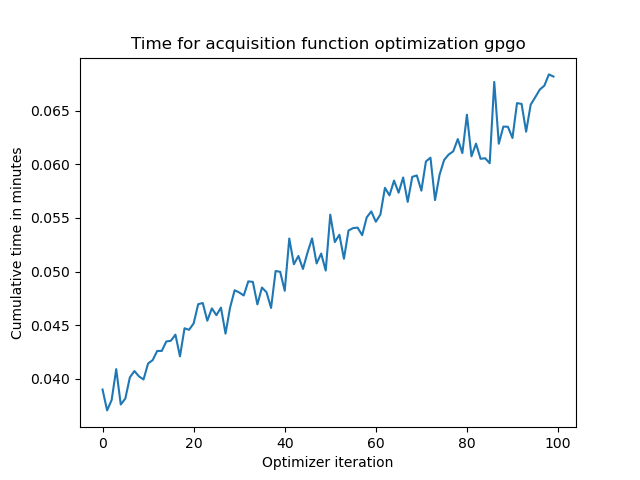 Time for acquisition function optimization gpgo
Cumulative time in minutes
0.065
0.060
0.055
0.050
0.045
0.040
0 20 40 60 80 100
Optimizer iteration